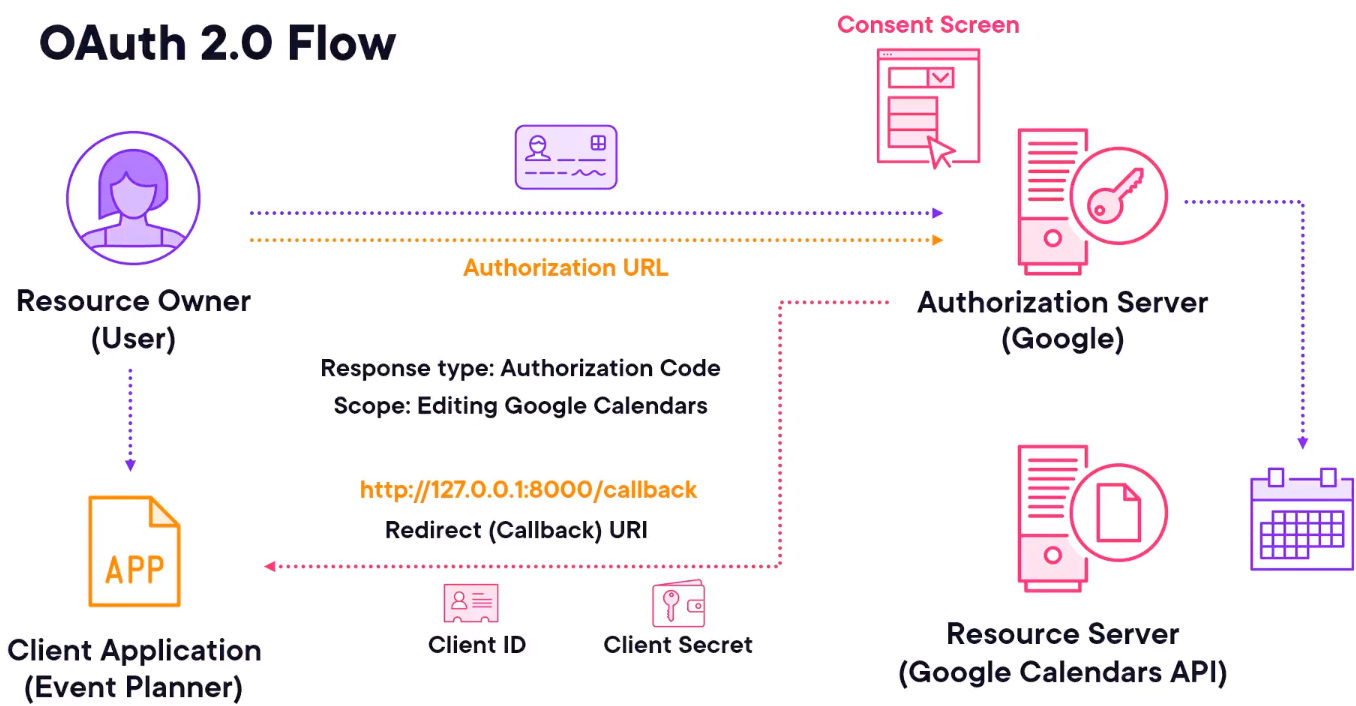 OAuth 2.0 Flow
Consent Screen
Authorization URL
Resource Owner
(User)
Authorization Server
(Google)
Response type: Authorization Code
Scope: Editing Google Calendars
http://127.0.0.1:8000/callback
Redirect (Callback) URI
APP
Client ID
Client Secret
Client Application
(Event Planner)
Resource Server
(Google Calendars API)